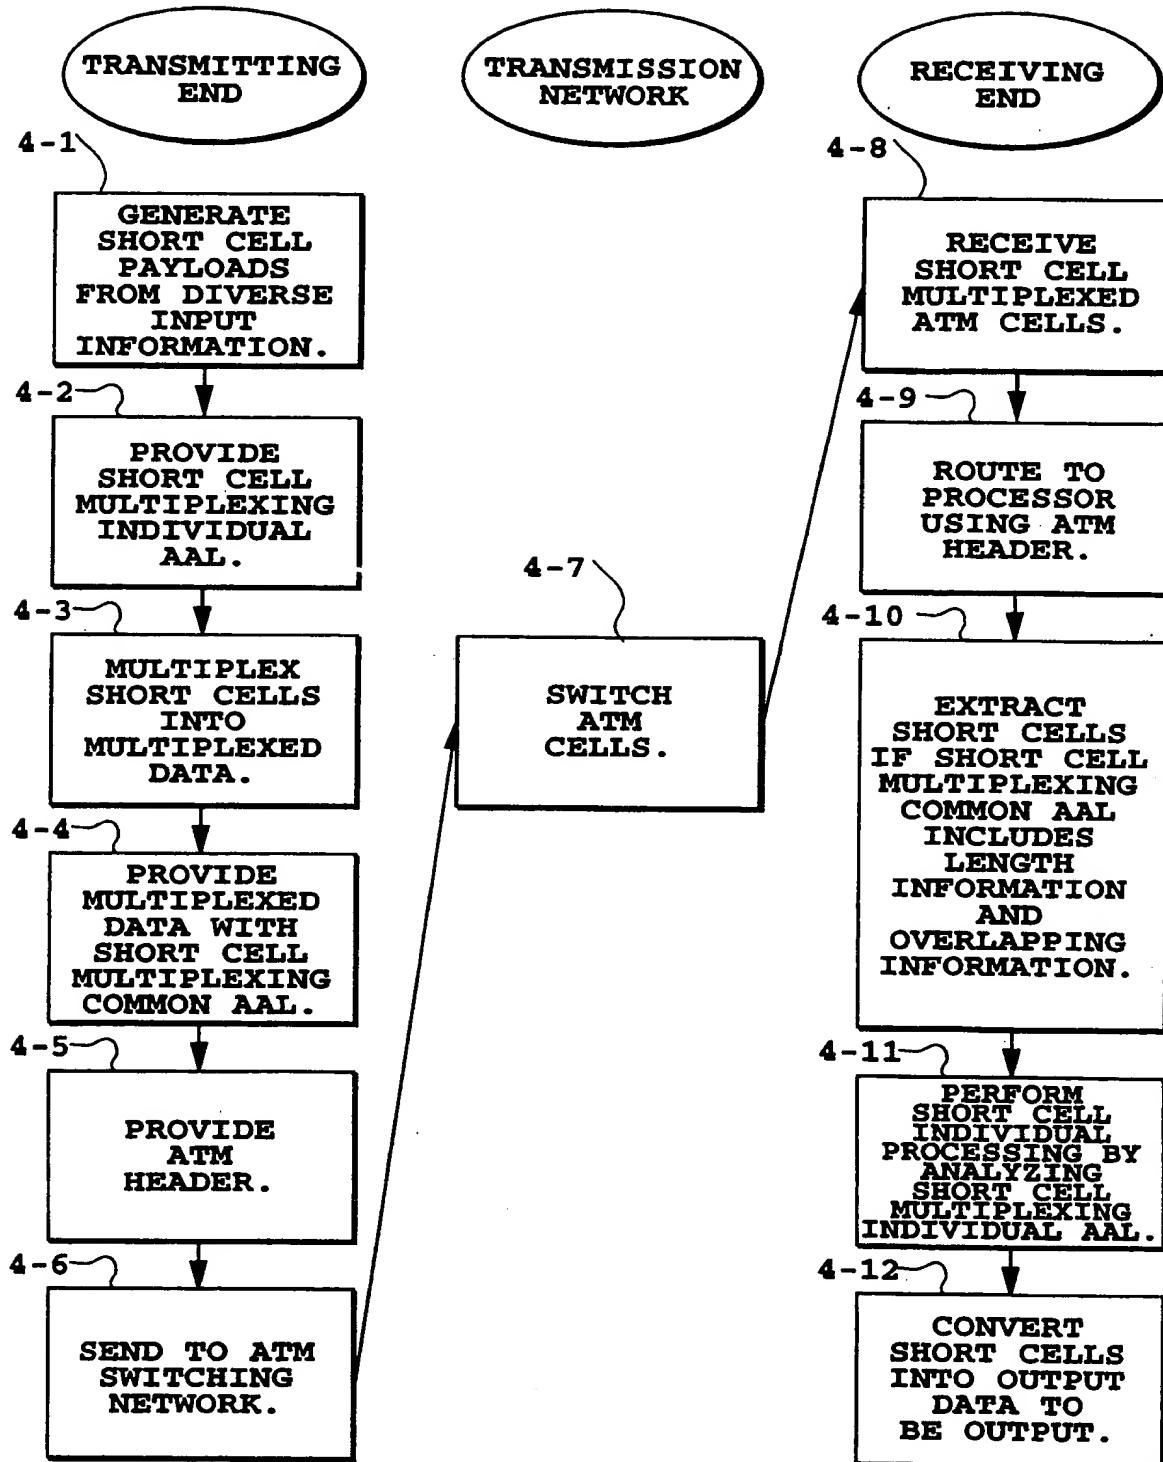 TRANSMITTING
END
4-1
GENERATE
SHORT CELL
PAYLOADS
FROM DIVERSE
INPUT
INFORMATION.
4-2
PROVIDE
SHORT CELL
MULTIPLEXING
INDIVIDUAL
AAL.
4-3
MULTIPLEX
SHORT CELLS
INTO
MULTIPLEXED
DATA.
4-4
PROVIDE
MULTIPLEXED
DATA WITH
SHORT CELL
MULTIPLEXING
COMMON AAL.
4-5
PROVIDE
ATM
HEADER.
4-6
SEND TO ATM
SWITCHING
NETWORK.
TRANSMISSION
NETWORK
4-7
SWITCH
ATM
CELLS.
RECEIVING
END
4-8
RECEIVE
SHORT CELL
MULTIPLEXED
ATM CELLS.
4-9
ROUTE TO
PROCESSOR
USING ATM
HEADER.
4-10
EXTRACT
SHORT CELLS
IF SHORT CELL
MULTIPLEXING
COMMON AAL
INCLUDES
LENGTH
INFORMATION
AND
OVERLAPPING
INFORMATION.
4-11
PERFORM
SHORT CELL
INDIVIDUAL
PROCESSING BY
ANALYZING
SHORT CELL
MULTIPLEXING
INDIVIDUAL AAL.
4-12
CONVERT
SHORT CELLS
INTO OUTPUT
DATA TO
BE OUTPUT.